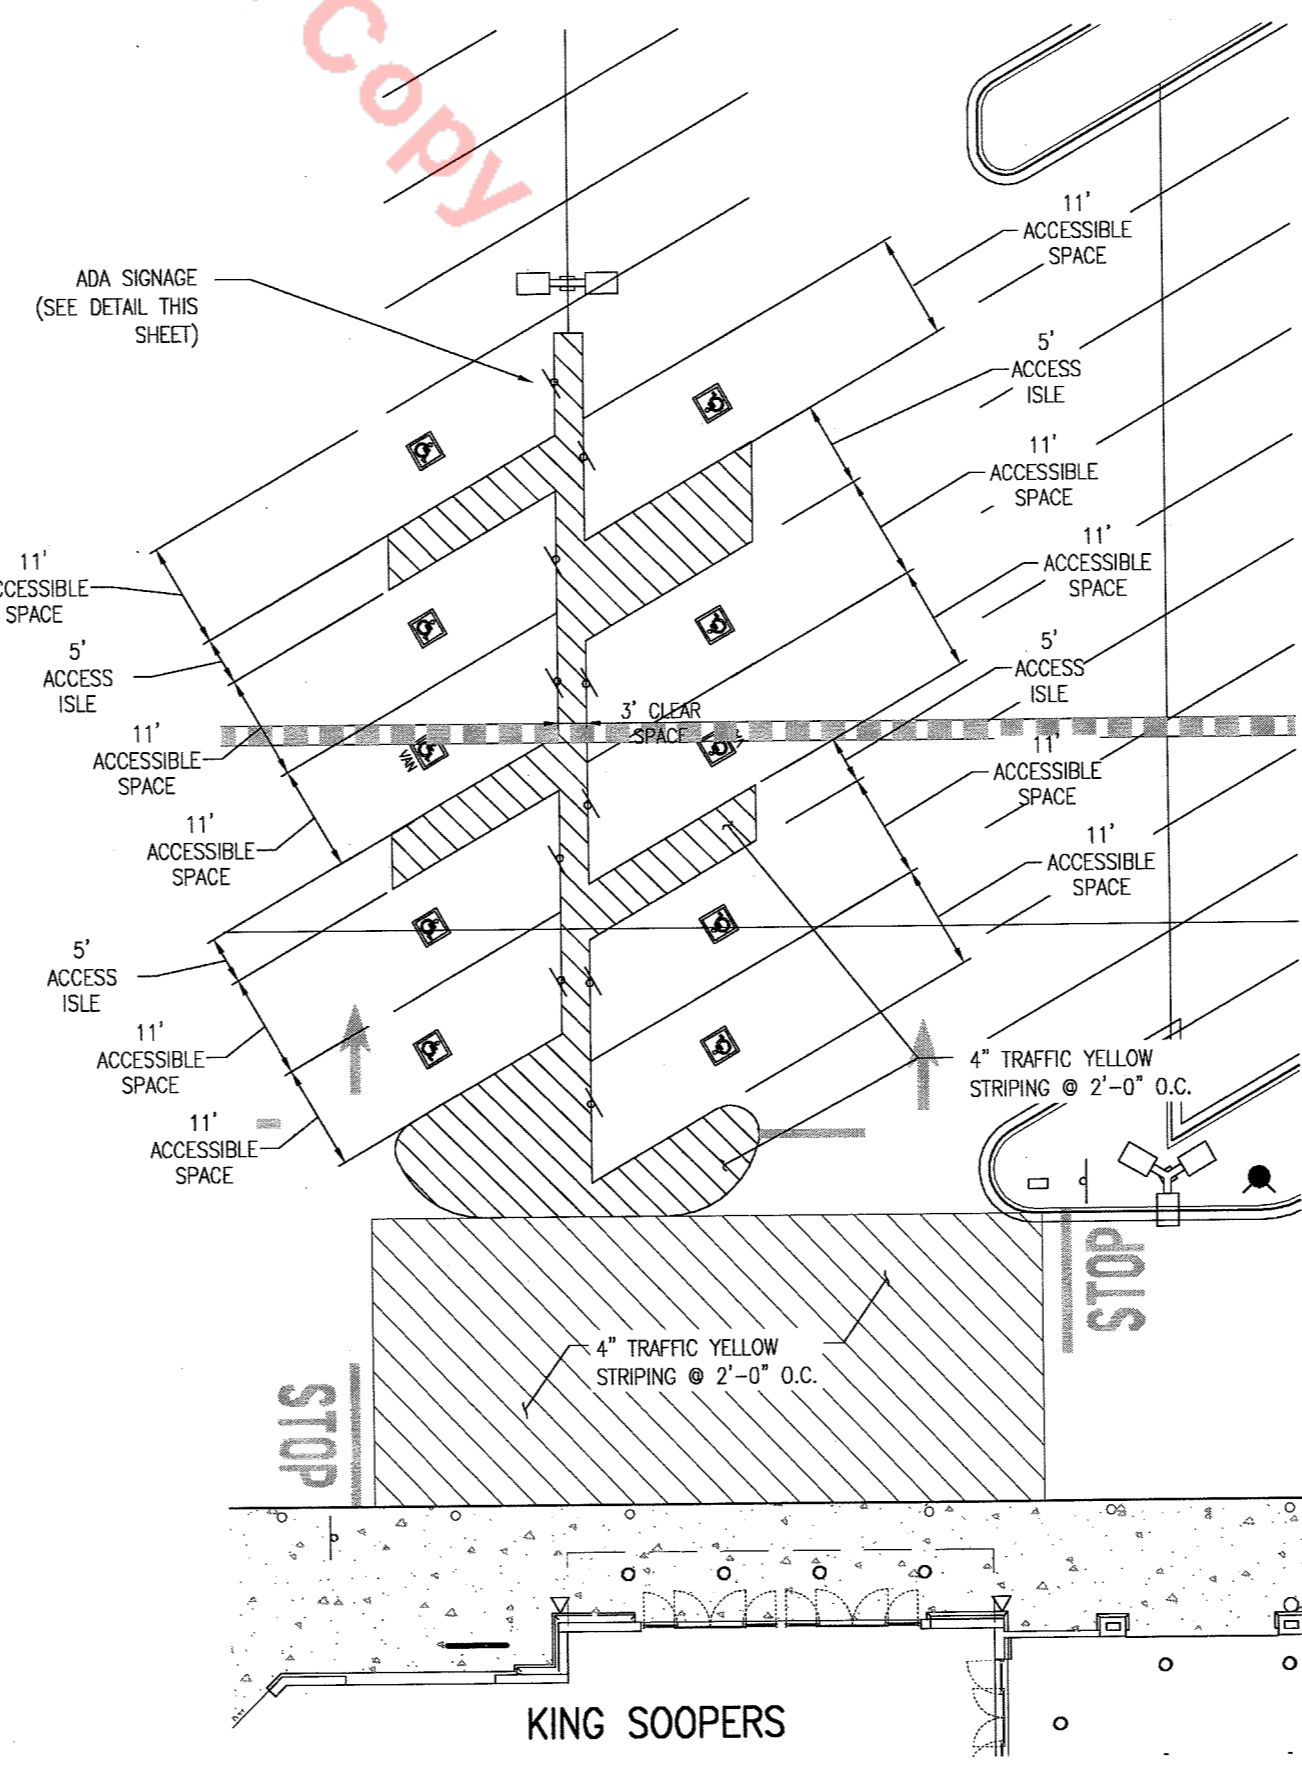 Copy
ADA SIGNAGE
(SEE DETAIL THIS
SHEET)
11'
ACCESSIBLE
SPACE
5'
ACCESS
ISLE
11'
ACCESSIBLE
SPACE
11'
ACCESSIBLE
SPACE
5'
ACCESS
ISLE
11'
ACCESSIBLE
SPACE
11'
CCESSIBLE
SPACE
5'
ACCESS
ISLE
11'
ACCESSIBLE
SPACE
11'
ACCESSIBLE
SPACE
5'
ACCESS
ISLE
11'
ACCESSIBLE
SPACE
11'
ACCESSIBLE
SPACE
3' CLEAR
SPACE
VAN
4" TRAFFIC YELLOW
STRIPING @ 2'-0" O.C.
4" TRAFFIC YELLOW
STRIPING @ 2'-0" O.C.
STOP
STOP
KING SOOPERS